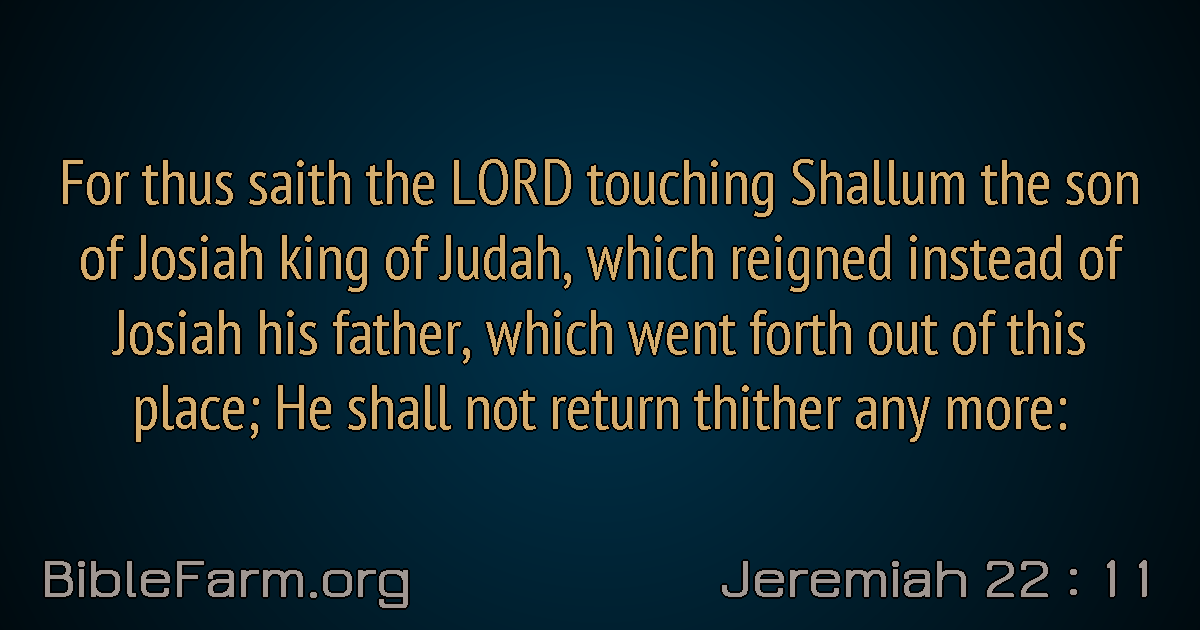 For thus saith the LORD touching Shallum the son
of Josiah king of Judah, which reigned instead of
Josiah his father, which went forth out of this
place; He shall not return thither any more:
BibleFarm.org
Jeremiah 22 : 11